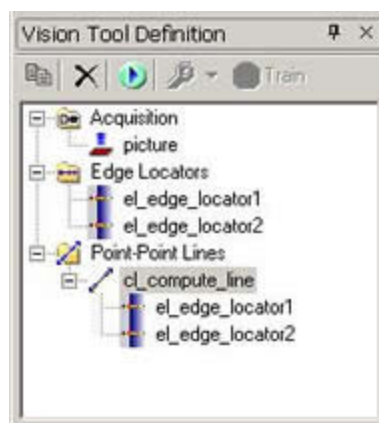 Vision Tool Definition
Train
Acquisition
picture
Edge Locators
el_edge_locator1
el_edge_locator2
Point-Point Lines
cl_compute_line
el_edge_locator1
el_edge_locator2